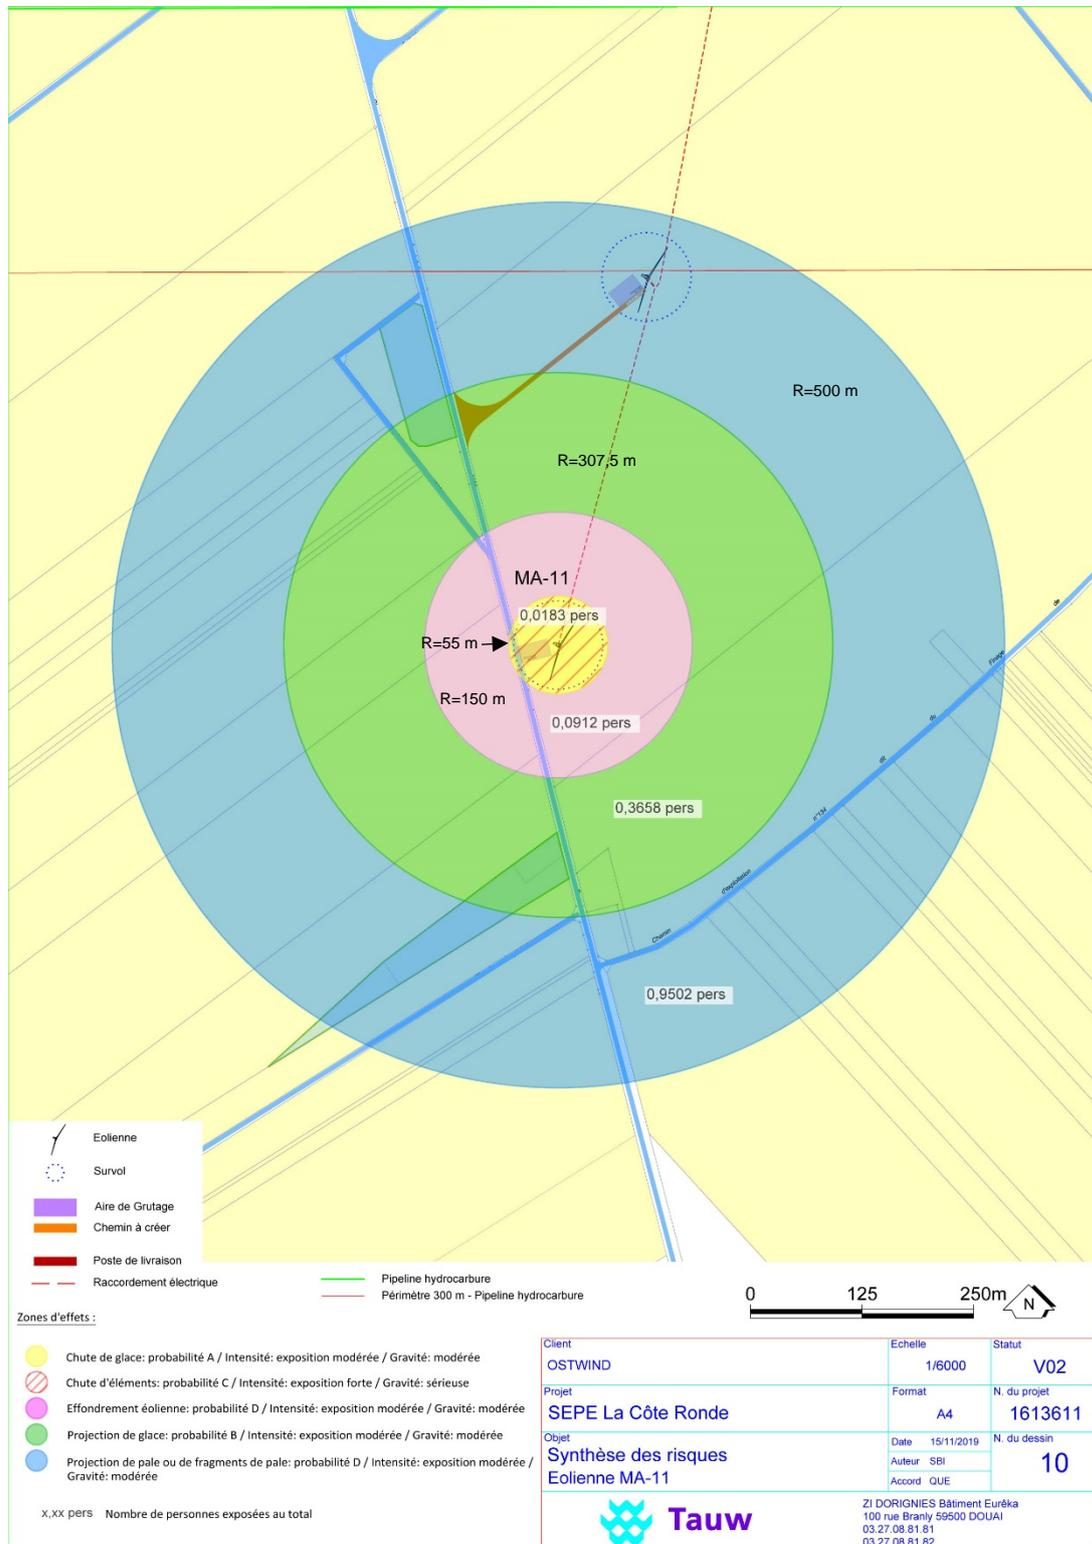 R=500 m
R=307,5 m
MA-11
0,0183 pers
R=55 m
R=150 m
0,0912 pers
0,3658 pers
0,9502 pers
Chemin d'exploitation n°134 dit du Tirage de
Eolienne
Survol
Aire de Grutage
Chemin à créer
Poste de livraison
Raccordement électrique
Pipeline hydrocarbure
Périmètre 300 m - Pipeline hydrocarbure
0 125 250m
N
Zones d'effets :
Chute de glace: probabilité A / Intensité: exposition modérée / Gravité: modérée
Chute d'éléments: probabilité C / Intensité: exposition forte / Gravité: sérieuse
Effondrement éolienne: probabilité D / Intensité: exposition modérée / Gravité: modérée
Projection de glace: probabilité B / Intensité: exposition modérée / Gravité: modérée
Projection de pale ou de fragments de pale: probabilité D / Intensité: exposition modérée /
Gravité: modérée
x,xx pers Nombre de personnes exposées au total
Client
OSTWIND
Echelle
1/6000
Statut
V02
Projet
SEPE La Côte Ronde
Format
A4
N. du projet
1613611
Objet
Synthèse des risques
Eolienne MA-11
Date 15/11/2019
Auteur SBI
Accord QUE
N. du dessin
10
Tauw
ZI DORIGNIES Bâtiment Eurêka
100 rue Branly 59500 DOUAI
03.27.08.81.81
03.27.08.81.82